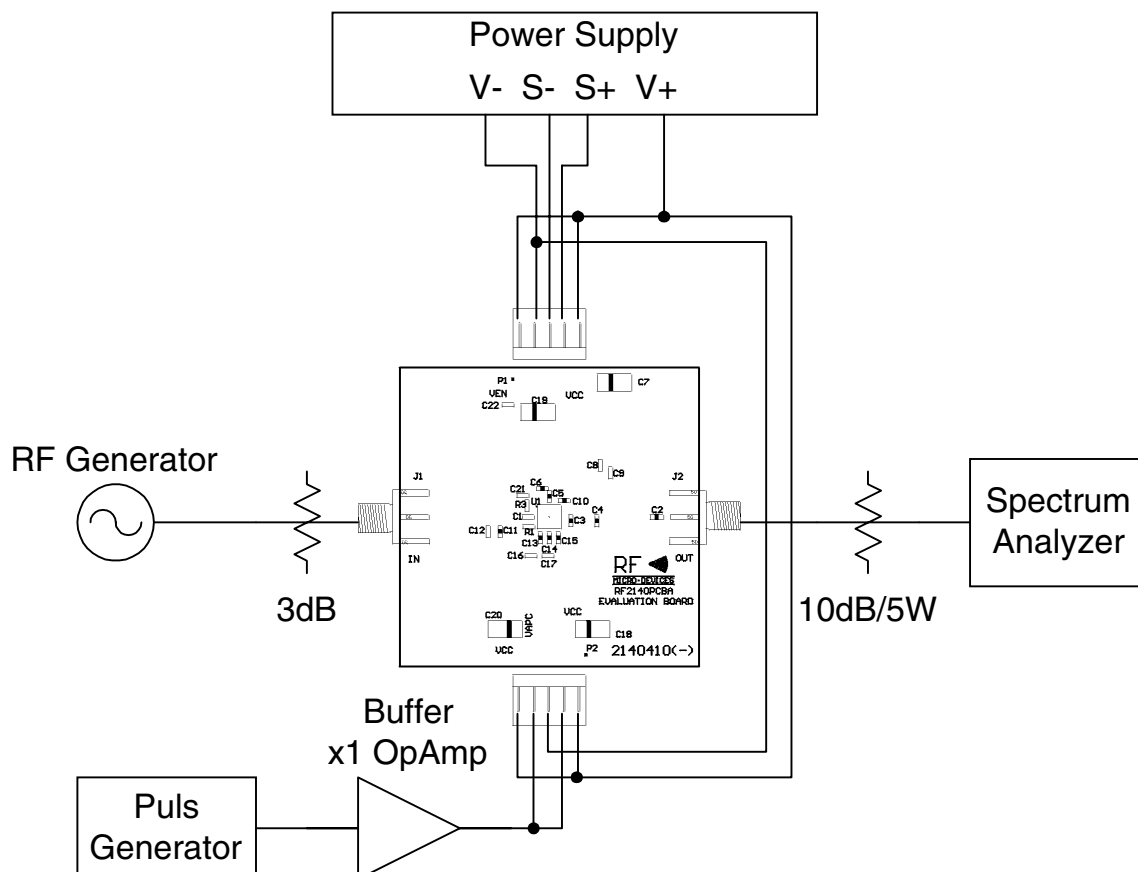 Power Supply
V- S- S+ V+
P1
VEN
C22
C19
VCC
C7
RF Generator
J1
J2
C8
C9
C6
C21
C5
R3
U1
C10
C1
C3
C4
C2
C12
C11
R1
C13
C15
C14
C16
C17
IN
OUT
RF
MICRO-DEVICES
RF2140PCBA
EVALUATION BOARD
3dB
10dB/5W
Spectrum
Analyzer
C20
VAPC
VCC
VCC
C18
P2
2140410(-)
Buffer
x1 OpAmp
Puls
Generator